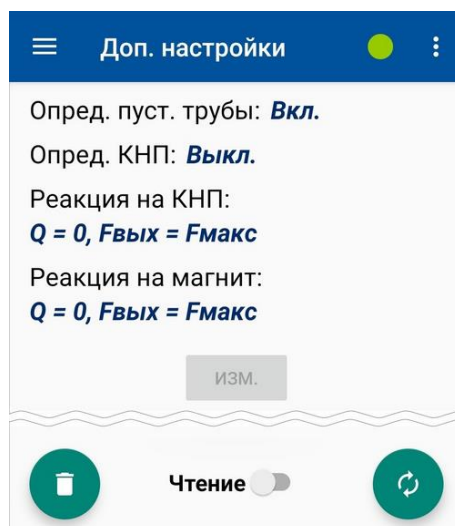 Доп. настройки
Опред. пуст. трубы: Вкл.
Опред. КНП: Выкл.
Реакция на КНП:
Q = 0, Fвых = Fмакс
Реакция на магнит:
Q = 0, Fвых = Fмакс
изм.
Чтение